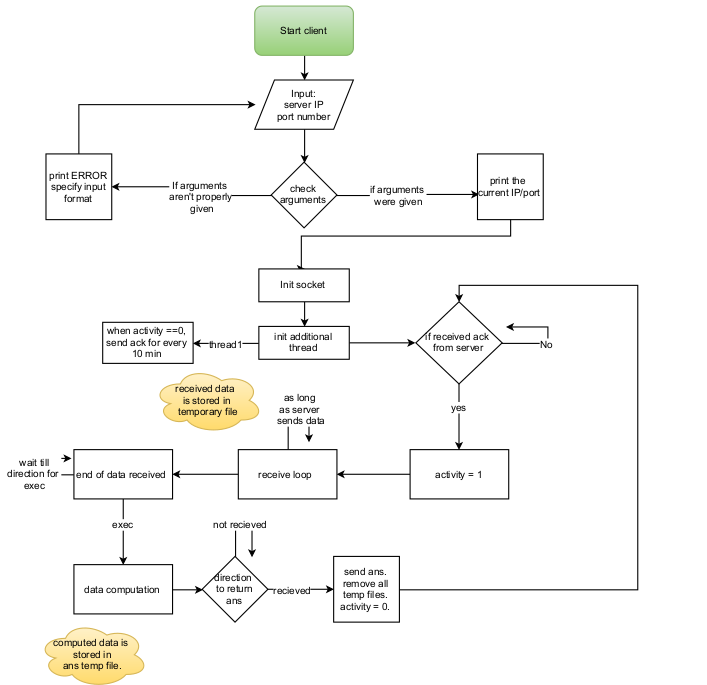 Start client
Input:
server IP
port number
print ERROR
specify input
format
If arguments
aren't properly
given
check
arguments
if arguments
were given
print the
current IP/port
Init socket
when activity ==0,
send ack for every
10 min
thread1
init additional
thread
if received ack
from server
No
received data
is stored in
temporary file
as long
as server
sends data
yes
wait till
direction for
exec
end of data received
receive loop
activity = 1
exec
not recieved
data computation
direction
to return
ans
recieved
send ans.
remove all
temp files.
activity = 0.
computed data is
stored in
ans temp file.